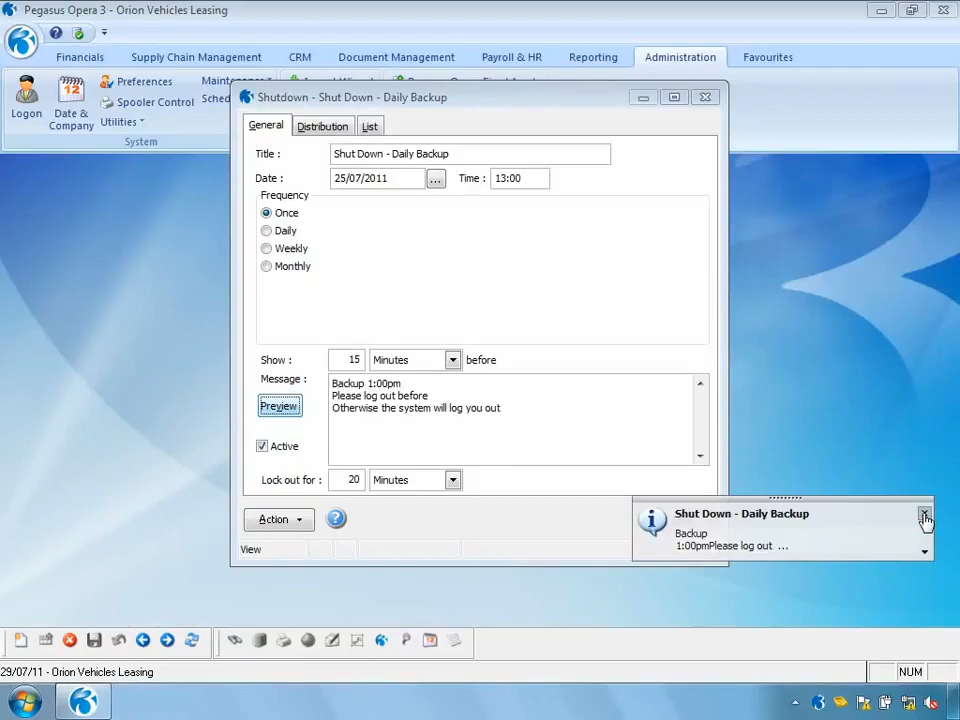 Pegasus Opera 3 - Orion Vehicles Leasing
Financials Supply Chain Management CRM Document Management Payroll & HR Reporting Administration Favourites
Logon
12
Date & Company
Preferences
Spooler Control
Utilities
System
Shutdown - Shut Down - Daily Backup
General Distribution List
Title : Shut Down - Daily Backup
Date : 25/07/2011 ... Time : 13:00
Frequency
Once
Daily
Weekly
Monthly
Show : 15 Minutes before
Message :
Backup 1:00pm
Please log out before
Otherwise the system will log you out
Preview
Active
Lock out for : 20 Minutes
Action
View
Shut Down - Daily Backup
Backup
1:00pmPlease log out ...
29/07/11 - Orion Vehicles Leasing NUM